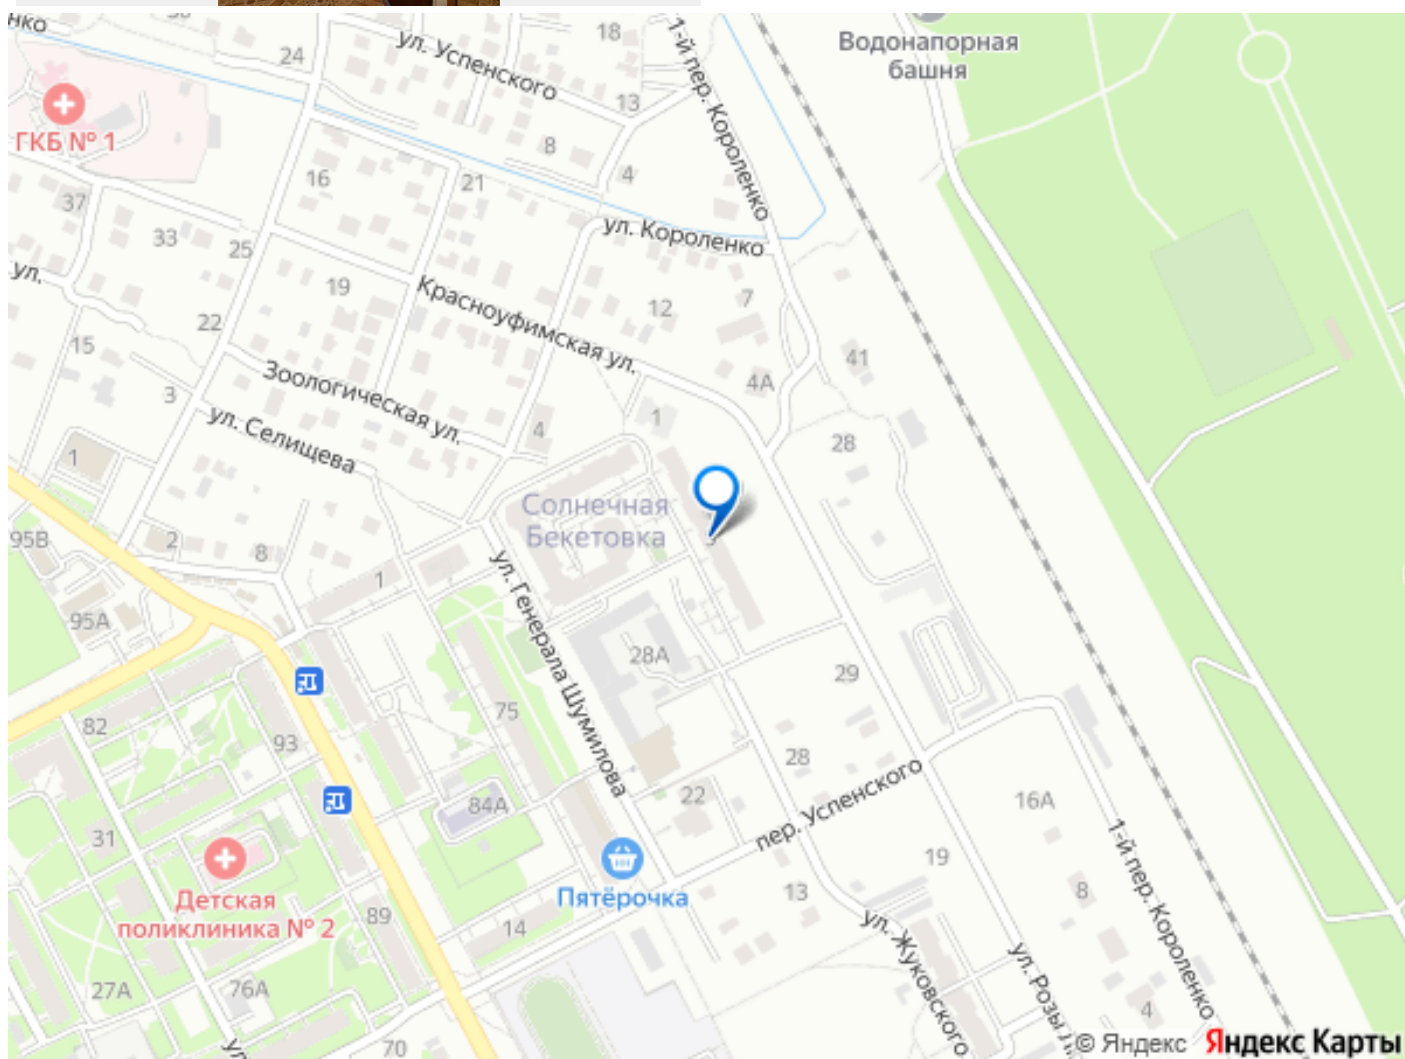 нко
24
ул. Успенского
18
1-й пер. Короленко
Водонапорная
башня
ГКБ № 1
13
8
4
16
21
37
33
25
ул. Короленко
ул.
19
Красноуфимская ул.
12
7
22
15
41
4А
Зоологическая ул.
3
ул. Селищева
4
1
28
1
Солнечная
Бекетовка
95В
2
8
1
ул. Генерала Шумилова
95А
28А
29
75
82
93
28
84А
22
пер. Успенского
16А
31
1-й пер. Короленко
19
Детская
поликлиника № 2
Пятёрочка
13
8
89
14
ул. Жуковского
ул. Розы Л
27А
76А
4
ул
70
© Яндекс
Яндекс Карты